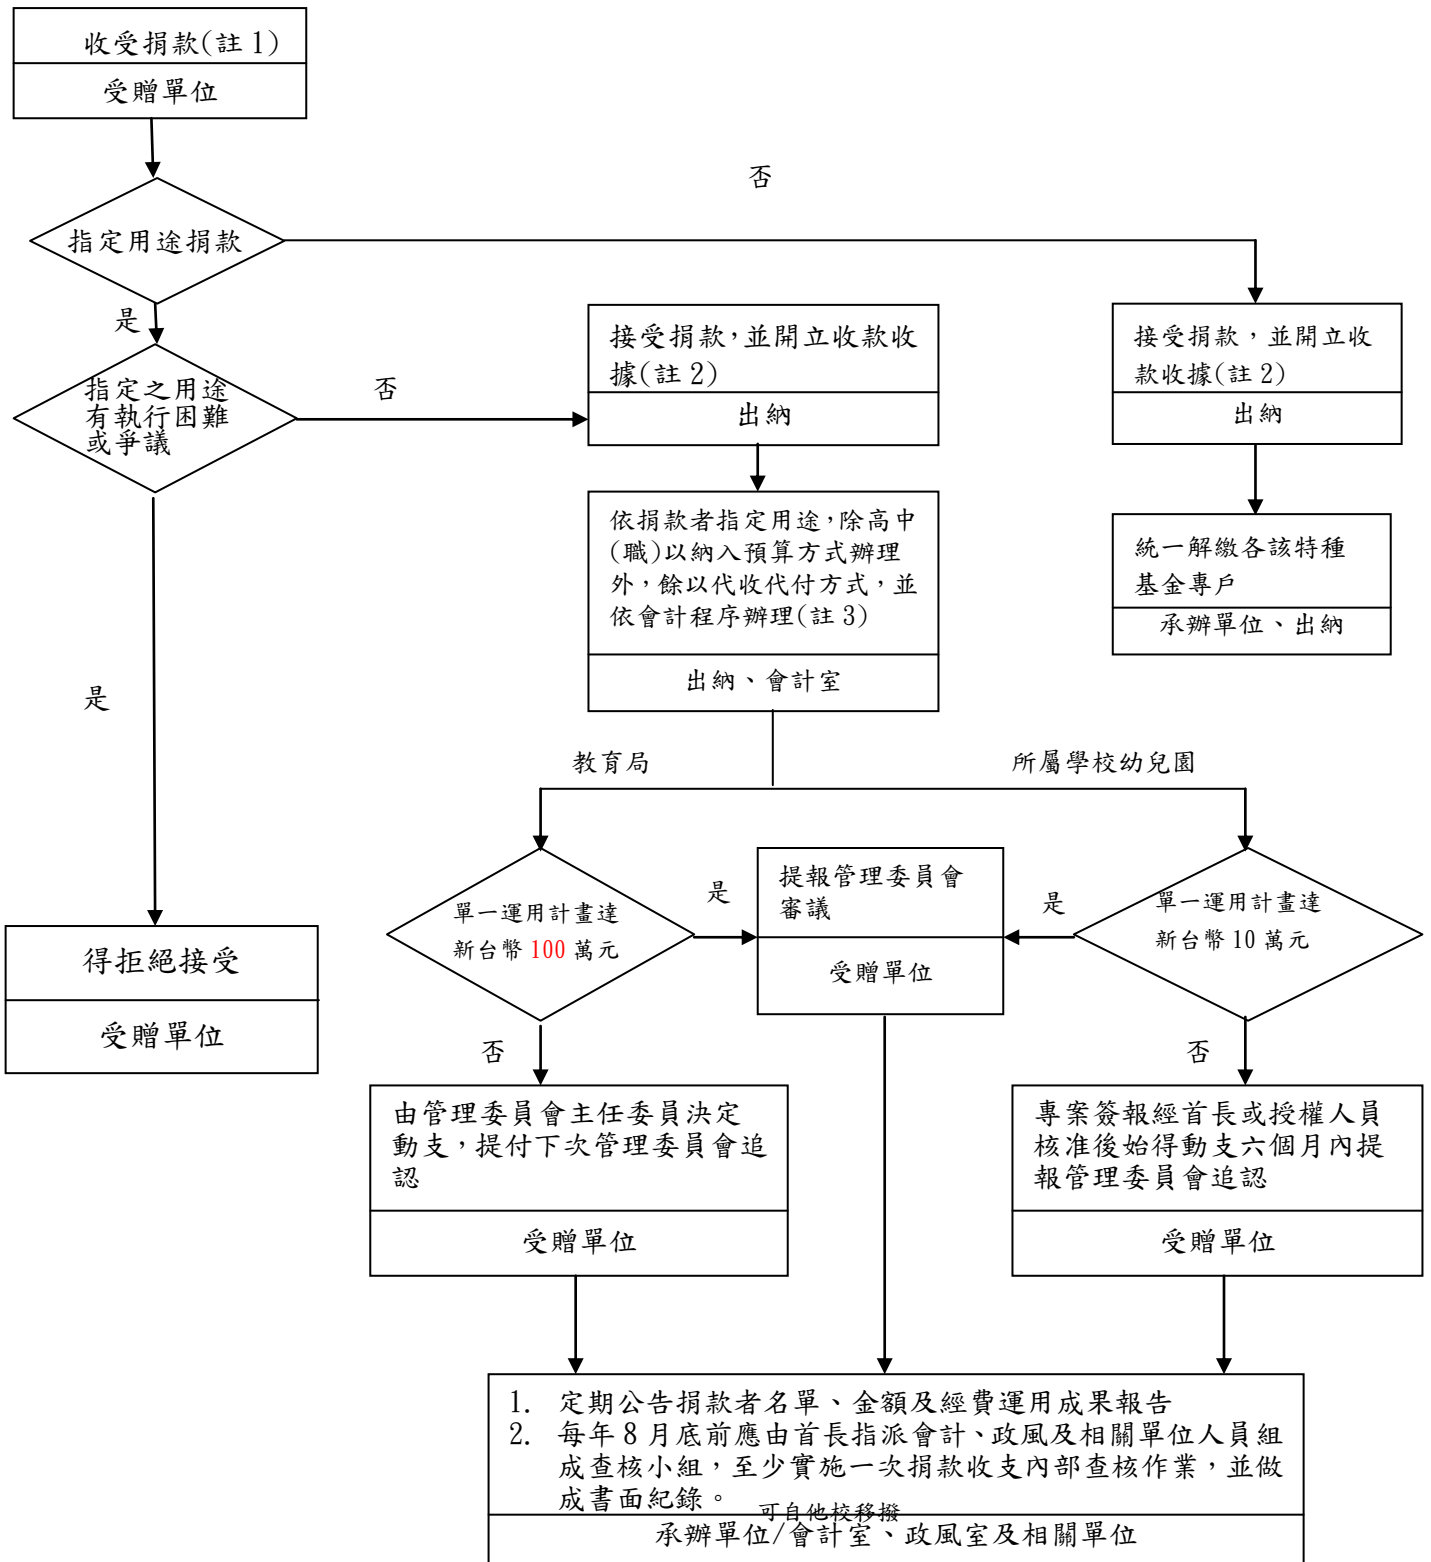 收受捐款(註 1)
受贈單位
否
指定用途捐款
是
指定之用途
有執行困難
或爭議
否
接受捐款，並開立收款收
據(註 2)
出納
接受捐款，並開立收
款收據(註 2)
出納
依捐款者指定用途，除高中
(職)以納入預算方式辦理
外，餘以代收代付方式，並
依會計程序辦理(註 3)
出納、會計室
統一解繳各該特種
基金專戶
承辦單位、出納
是
教育局
所屬學校幼兒園
單一運用計畫達
新台幣 100 萬元
是
提報管理委員會
審議
受贈單位
是
單一運用計畫達
新台幣 10 萬元
得拒絕接受
受贈單位
否
否
由管理委員會主任委員決定
動支，提付下次管理委員會追
認
受贈單位
專案簽報經首長或授權人員
核准後始得動支六個月內提
報管理委員會追認
受贈單位
1. 定期公告捐款者名單、金額及經費運用成果報告
2. 每年 8 月底前應由首長指派會計、政風及相關單位人員組
成查核小組，至少實施一次捐款收支內部查核作業，並做
成書面紀錄。
可自他校移撥
承辦單位/會計室、政風室及相關單位